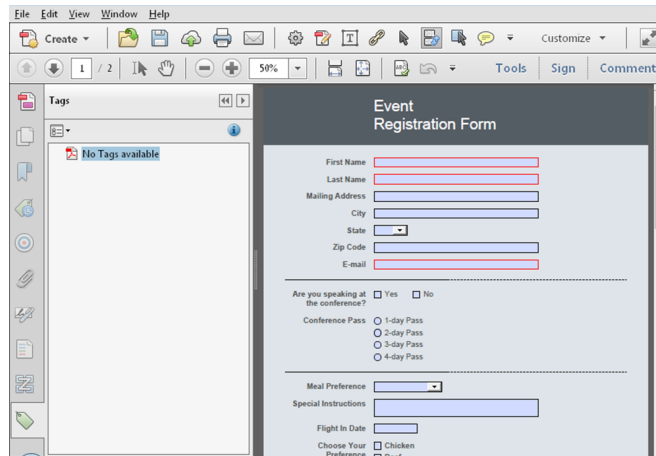 File Edit View Window Help
Create
Customize
1 / 2
50%
Tools Sign Comment
Tags
No Tags available
Event
Registration Form
First Name
Last Name
Mailing Address
City
State
Zip Code
E-mail
Are you speaking at
the conference?
Yes No
Conference Pass
1-day Pass
2-day Pass
3-day Pass
4-day Pass
Meal Preference
Special Instructions
Flight In Date
Choose Your
Preference
Chicken
Beef